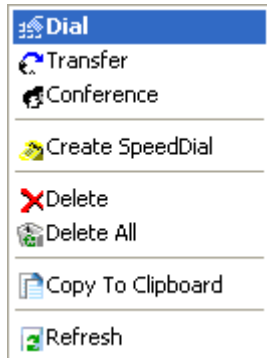 Dial
Transfer
Conference
Create SpeedDial
Delete
Delete All
Copy To Clipboard
Refresh